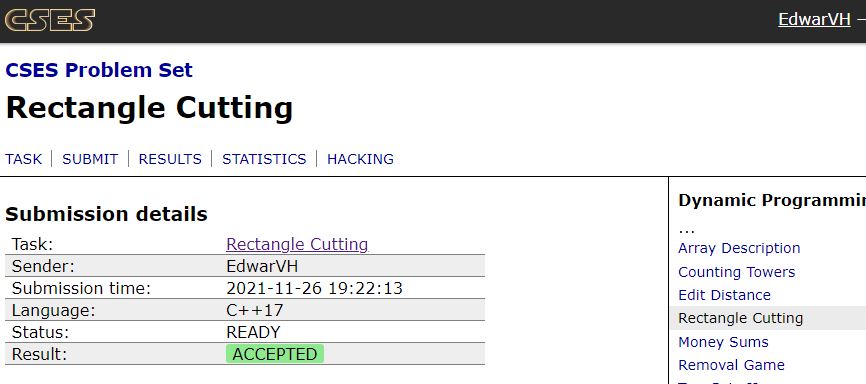 CSES
EdwarVH —
CSES Problem Set
Rectangle Cutting
TASK | SUBMIT | RESULTS | STATISTICS | HACKING
Submission details
Task: Rectangle Cutting
Sender: EdwarVH
Submission time: 2021-11-26 19:22:13
Language: C++17
Status: READY
Result: ACCEPTED
Dynamic Programmin
...
Array Description
Counting Towers
Edit Distance
Rectangle Cutting
Money Sums
Removal Game